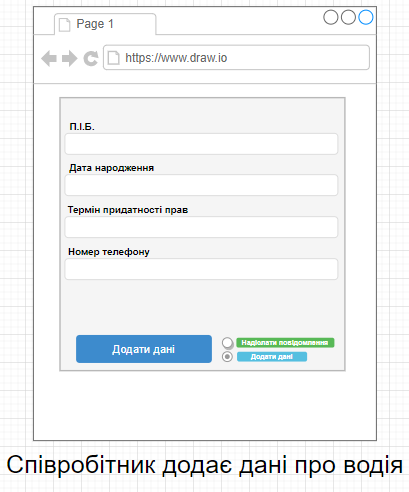 Page 1
https://www.draw.io
П.І.Б.
Дата народження
Термін придатності прав
Номер телефону
Додати дані
Надіслати повідомлення
Додати дані
Співробітник додає дані про водія